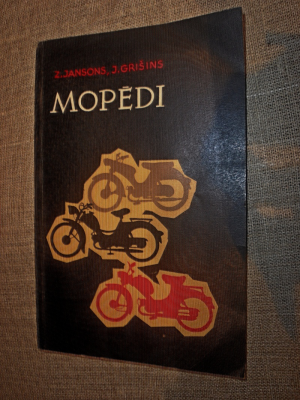 Z. JANSONS, J. GRIŠINS
MOPĒDI